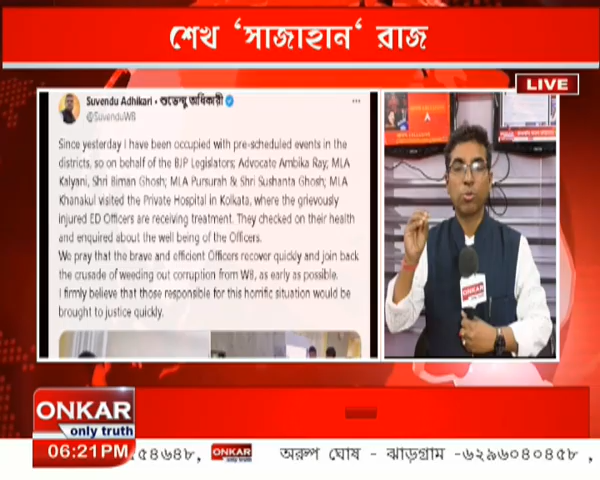 শেখ ‘সাজাহান‘ রাজ
LIVE
Suvendu Adhikari • শুভেন্দু অধিকারী
@SuvenduWB
Since yesterday I have been occupied with pre-scheduled events in the
districts, so on behalf of the BJP Legislators; Advocate Ambika Ray; MLA
Kalyani, Shri Biman Ghosh; MLA Pursurah & Shri Sushanta Ghosh; MLA
Khanakul visited the Private Hospital in Kolkata, where the grievously
injured ED Officers are receiving treatment. They checked on their health
and enquired about the well being of the Officers.
We pray that the brave and efficient Officers recover quickly and join back
the crusade of weeding out corruption from WB, as early as possible.
I firmly believe that those responsible for this horrific situation would be
brought to justice quickly.
ONKAR
ONKAR
only truth
06:21PM
৫৪৬৪৮, ONKAR only truth অরুপ ঘোষ - ঝাড়গ্রাম -৬২৯৬০৪০৪৫৮ ,